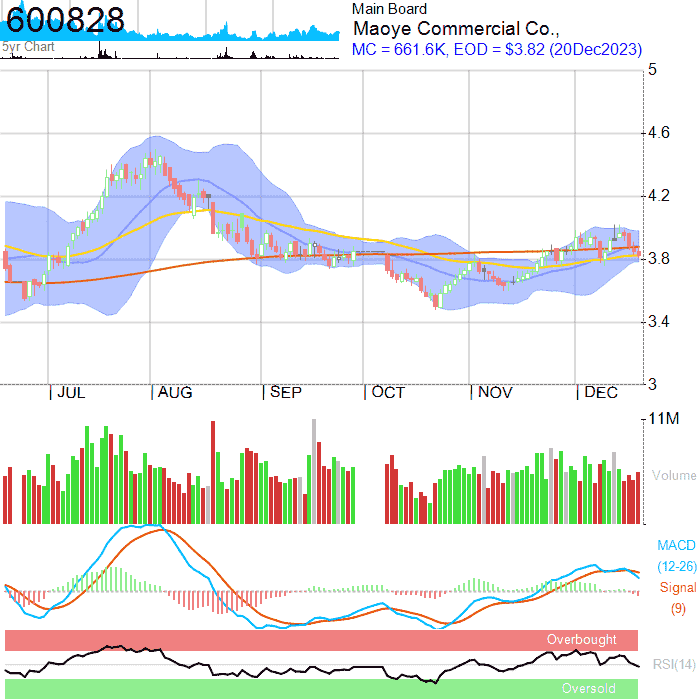 600828
5yr Chart
Main Board
Maoye Commercial Co.,
MC = 661.6K, EOD = $3.82 (20Dec2023)
5
4.6
4.2
3.8
3.4
3
JUL AUG SEP OCT NOV DEC
11M
Volume
MACD
(12-26)
Signal
(9)
Overbought
RSI(14)
Oversold